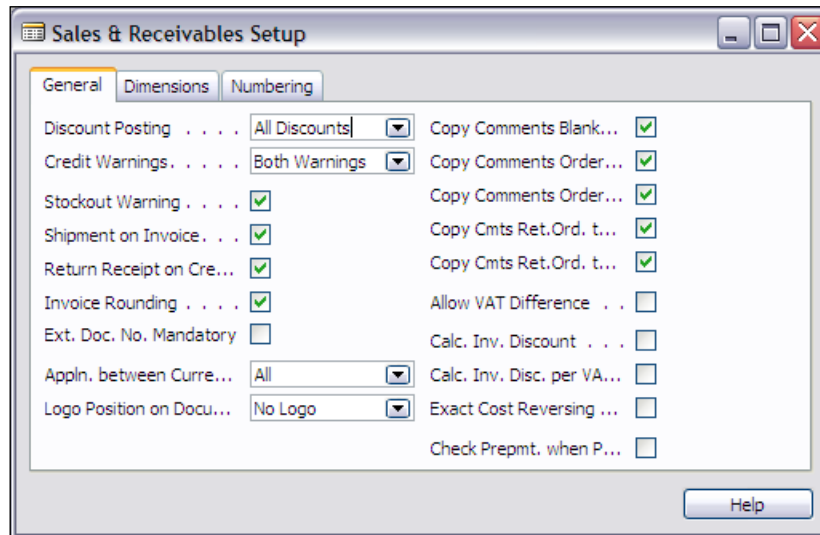 Sales & Receivables Setup
General Dimensions Numbering
Discount Posting . . . . All Discounts
Credit Warnings. . . . . Both Warnings
Stockout Warning . . . .
Shipment on Invoice. . .
Return Receipt on Cre...
Invoice Rounding . . . .
Ext. Doc. No. Mandatory
Appln. between Curre... All
Logo Position on Docu... No Logo
Copy Comments Blank...
Copy Comments Order...
Copy Comments Order...
Copy Cmts Ret.Ord. t...
Copy Cmts Ret.Ord. t...
Allow VAT Difference . .
Calc. Inv. Discount . . .
Calc. Inv. Disc. per VA...
Exact Cost Reversing ...
Check Prepmt. when P...
Help